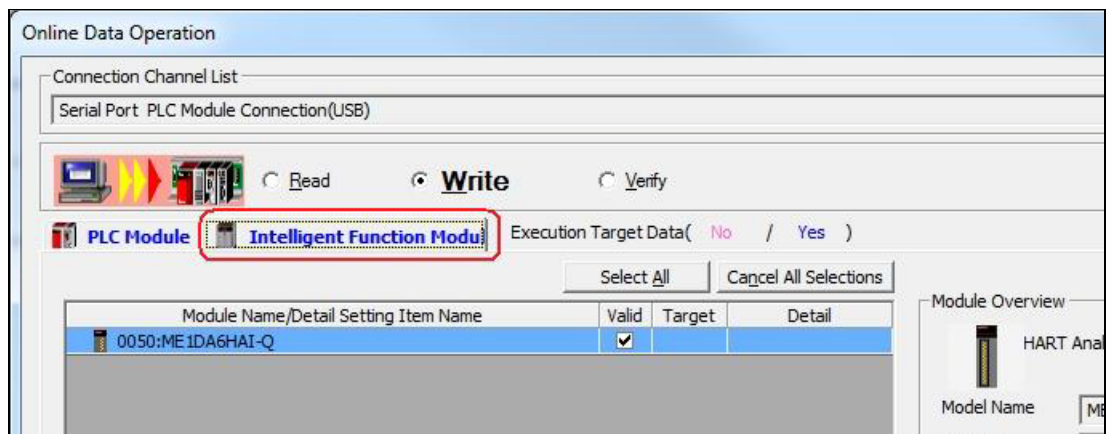 Online Data Operation
Connection Channel List
Serial Port PLC Module Connection(USB)
Read Write Verify
PLC Module Intelligent Function Modu Execution Target Data( No / Yes )
Select All Cancel All Selections
Module Name/Detail Setting Item Name Valid Target Detail Module Overview
0050:ME1DA6HAI-Q HART Anal
Model Name ME